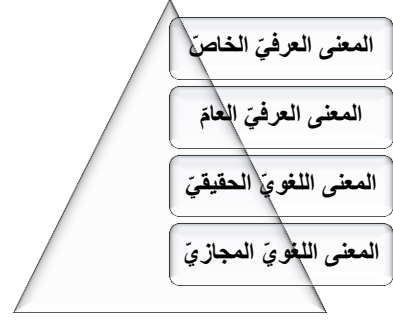 المعنى العرفيّ الخاصّ
المعنى العرفيّ العامّ
المعنى اللغويّ الحقيقيّ
المعنى اللغويّ المجازيّ